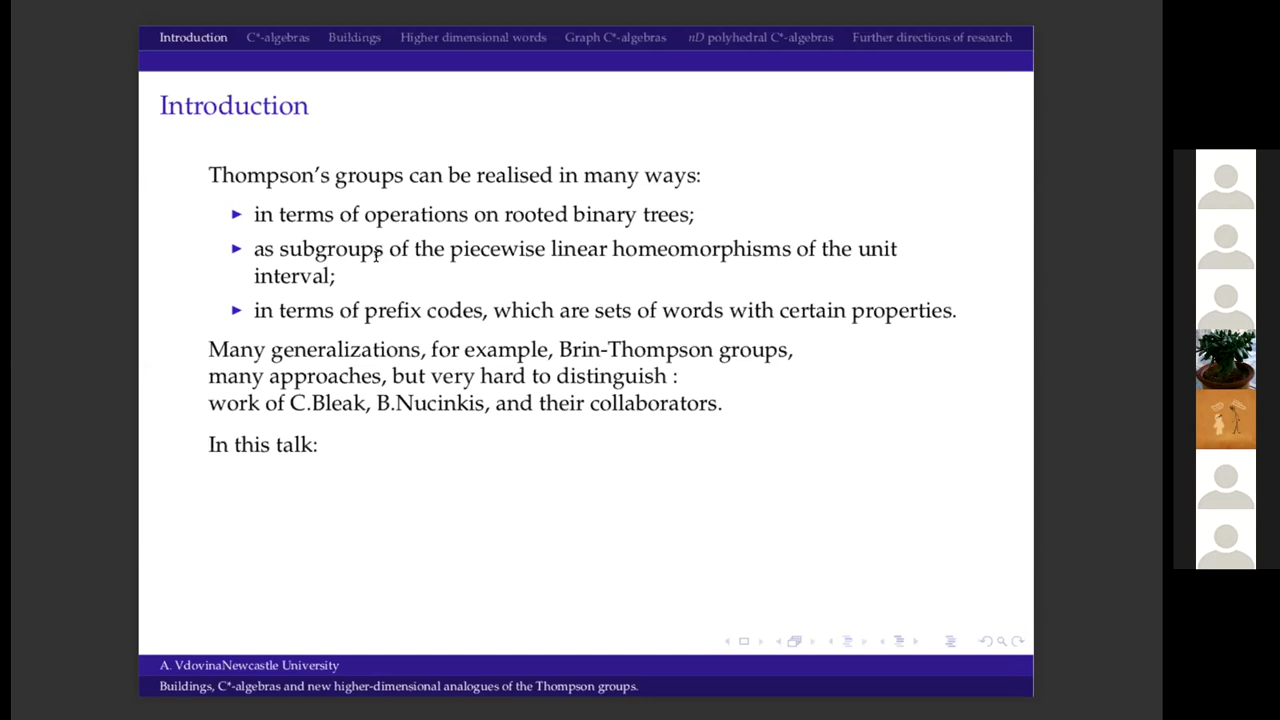 Introduction C*-algebras Buildings Higher dimensional words Graph C*-algebras nD polyhedral C*-algebras Further directions of research
Introduction
Thompson's groups can be realised in many ways:
in terms of operations on rooted binary trees;
as subgroups of the piecewise linear homeomorphisms of the unit
interval;
in terms of prefix codes, which are sets of words with certain properties.
Many generalizations, for example, Brin-Thompson groups,
many approaches, but very hard to distinguish :
work of C.Bleak, B.Nucinkis, and their collaborators.
In this talk:
A. VdovinaNewcastle University
Buildings, C*-algebras and new higher-dimensional analogues of the Thompson groups.